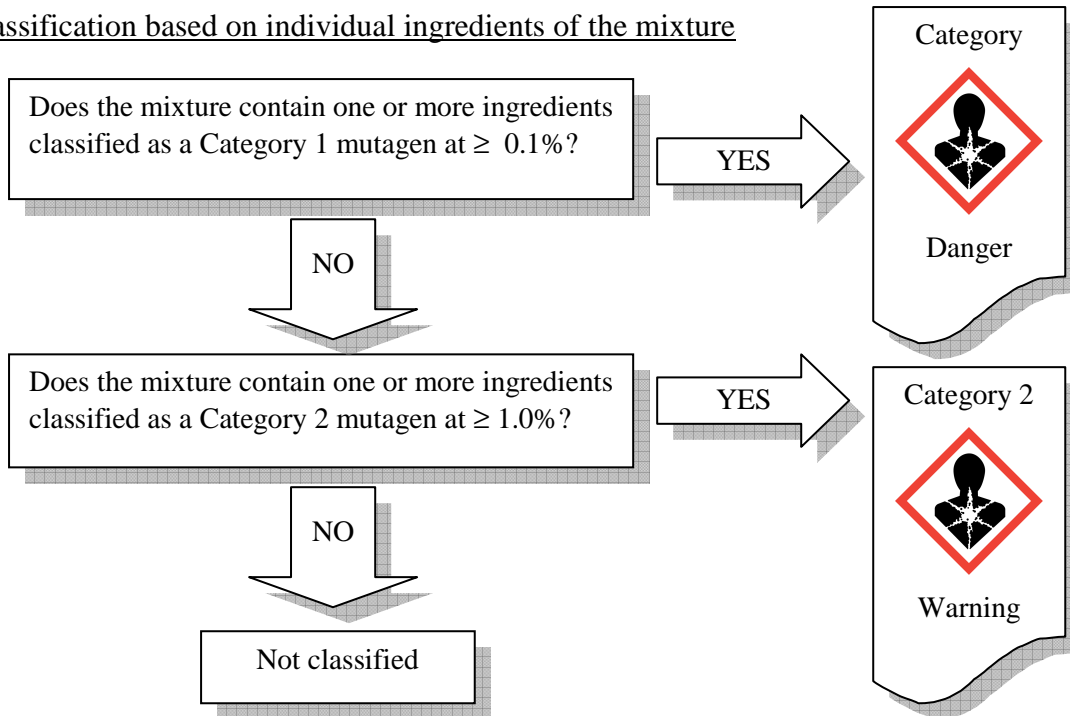 assification based on individual ingredients of the mixture
Category
Does the mixture contain one or more ingredients
classified as a Category 1 mutagen at ≥ 0.1%?
YES
Danger
NO
Does the mixture contain one or more ingredients
classified as a Category 2 mutagen at ≥ 1.0%?
YES
Category 2
Warning
NO
Not classified